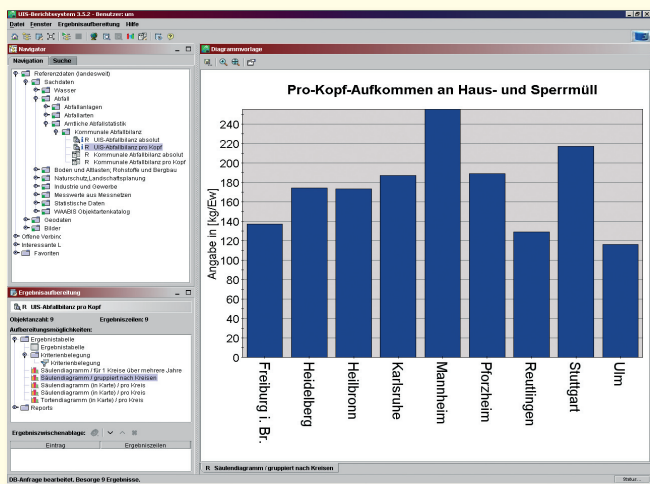 UIS-Berichtssystem 3.5.2 - Benutzer: um
Datei Fenster Ergebnisaufbereitung Hilfe
Navigator
Navigation Suche
Referenzdaten (landesweit)
Sachdaten
Wasser
Abfall
Abfallanlagen
Abfallarten
Amtliche Abfallstatistik
Kommunale Abfallbilanz
i R UIS-Abfallbilanz absolut
i R UIS-Abfallbilanz pro Kopf
R Kommunale Abfallbilanz absolut
R Kommunale Abfallbilanz pro Kopf
Boden und Altlasten; Rohstoffe und Bergbau
Naturschutz,Landschaftsplanung
Industrie und Gewerbe
Messwerte aus Messnetzen
Statistische Daten
WAABIS Objektartenkatalog
Geodaten
Bilder
Offene Verbinc
Interessante L
Favoriten
Ergebnisaufbereitung
R UIS-Abfallbilanz pro Kopf
Objektanzahl: 9 Ergebniszeilen: 9
Aufbereitungsmöglichkeiten:
Ergebnistabelle
Ergebnistabelle
Kriterienbelegung
Kriterienbelegung
Säulendiagramm / für 1 Kreise über mehrere Jahre
Säulendiagramm / gruppiert nach Kreisen
Säulendiagramm (in Karte) / pro Kreis
Säulendiagramm (in Karte) / pro Kreis
Tortendiagramm (in Karte) / pro Kreis
Reports
Ergebniszwischenablage:
Eintrag Ergebniszeilen
DB-Anfrage bearbeitet. Besorge 9 Ergebnisse.
Diagrammvorlage
Pro-Kopf-Aufkommen an Haus- und Sperrmüll
Angabe in [kg/Ew]
240
220
200
180
160
140
120
100
80
60
40
20
0
Freiburg i. Br.
Heidelberg
Heilbronn
Karlsruhe
Mannheim
Pforzheim
Reutlingen
Stuttgart
Ulm
R Säulendiagramm / gruppiert nach Kreisen
Status...